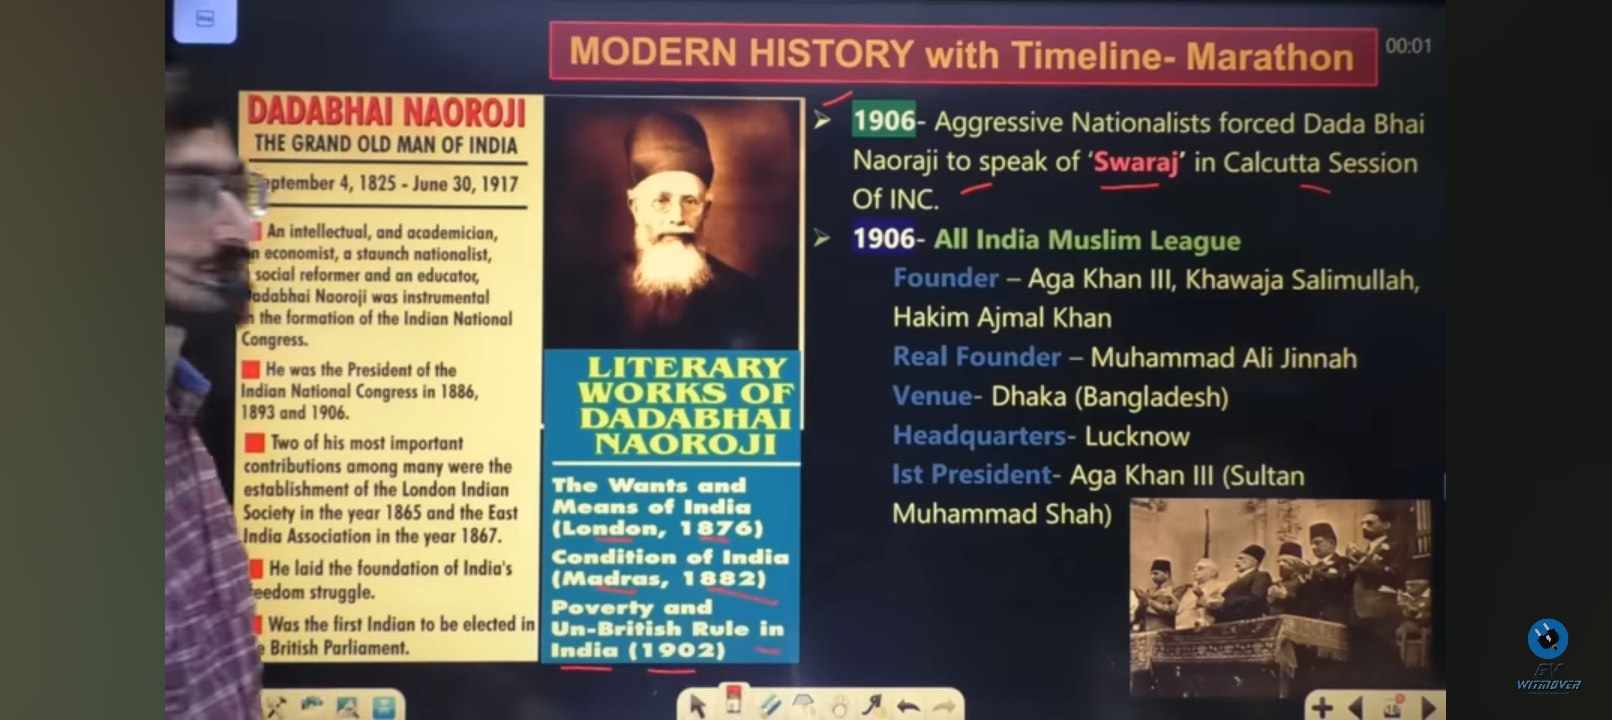 MODERN HISTORY with Timeline- Marathon
00:01
DADABHAI NAOROJI
THE GRAND OLD MAN OF INDIA
eptember 4, 1825 - June 30, 1917
An intellectual, and academician,
n economist, a staunch nationalist,
social reformer and an educator,
adabhai Naoroji was instrumental
n the formation of the Indian National
Congress.
He was the President of the
Indian National Congress in 1886,
1893 and 1906.
Two of his most important
contributions among many were the
establishment of the London Indian
Society in the year 1865 and the East
India Association in the year 1867.
He laid the foundation of India's
eedom struggle.
Was the first Indian to be elected in
e British Parliament.
LITERARY
WORKS OF
DADABHAI
NAOROJI
The Wants and
Means of India
(London, 1876)
Condition of India
(Madras, 1882)
Poverty and
Un-British Rule in
India (1902)
1906- Aggressive Nationalists forced Dada Bhai
Naoraji to speak of ‘Swaraj’ in Calcutta Session
Of INC.
1906- All India Muslim League
Founder – Aga Khan III, Khawaja Salimullah,
Hakim Ajmal Khan
Real Founder – Muhammad Ali Jinnah
Venue- Dhaka (Bangladesh)
Headquarters- Lucknow
Ist President- Aga Khan III (Sultan
Muhammad Shah)